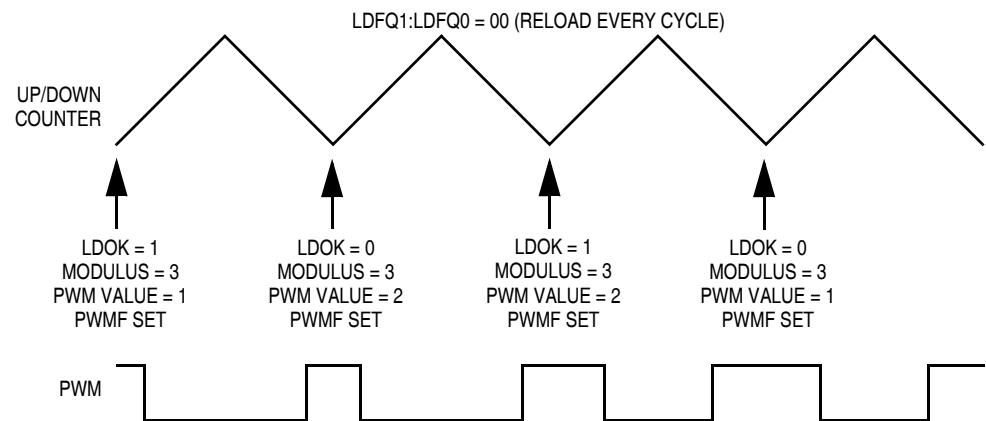 LDFQ1:LDFQ0 = 00 (RELOAD EVERY CYCLE)
UP/DOWN
COUNTER
LDOK = 1
MODULUS = 3
PWM VALUE = 1
PWMF SET
LDOK = 0
MODULUS = 3
PWM VALUE = 2
PWMF SET
LDOK = 1
MODULUS = 3
PWM VALUE = 2
PWMF SET
LDOK = 0
MODULUS = 3
PWM VALUE = 1
PWMF SET
PWM